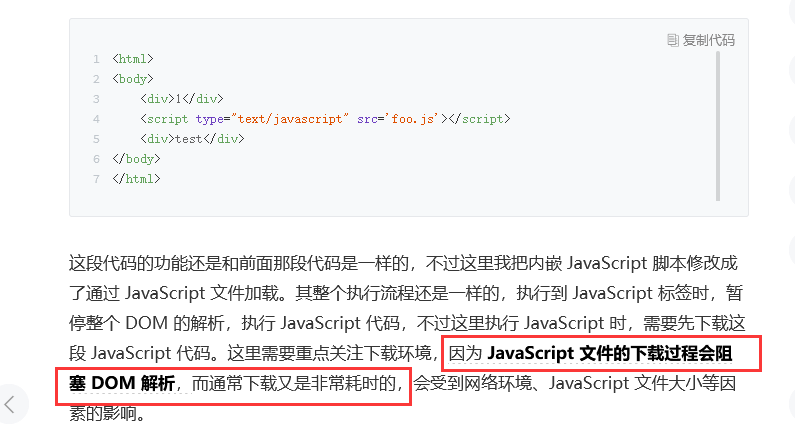 复制代码
1 <html>
2 <body>
3     <div>1</div>
4     <script type="text/javascript" src='foo.js'></script>
5     <div>test</div>
6 </body>
7 </html>
这段代码的功能还是和前面那段代码是一样的，不过这里我把内嵌 JavaScript 脚本修改成
了通过 JavaScript 文件加载。其整个执行流程还是一样的，执行到 JavaScript 标签时，暂
停整个 DOM 的解析，执行 JavaScript 代码，不过这里执行 JavaScript 时，需要先下载这
段 JavaScript 代码。这里需要重点关注下载环境，因为 JavaScript 文件的下载过程会阻
塞 DOM 解析，而通常下载又是非常耗时的，会受到网络环境、JavaScript 文件大小等因
素的影响。